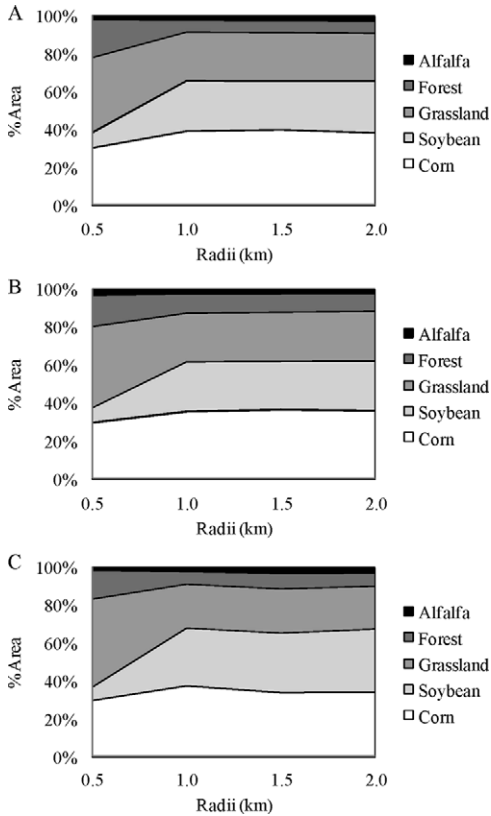 A
100%
80%
60%
40%
20%
0%
%Area
0.5 1.0 1.5 2.0
Radii (km)
Alfalfa
Forest
Grassland
Soybean
Corn
B
100%
80%
60%
40%
20%
0%
%Area
0.5 1.0 1.5 2.0
Radii (km)
Alfalfa
Forest
Grassland
Soybean
Corn
C
100%
80%
60%
40%
20%
0%
%Area
0.5 1.0 1.5 2.0
Radii (km)
Alfalfa
Forest
Grassland
Soybean
Corn